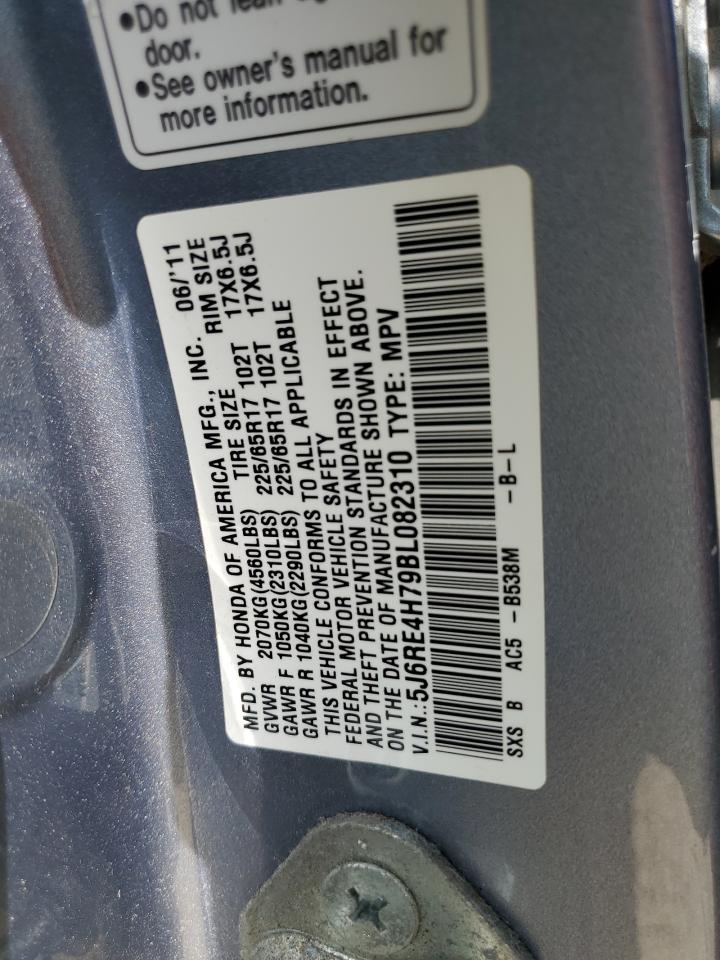 •Do not lean
door.
•See owner's manual for
more information.
MFD. BY HONDA OF AMERICA MFG., INC. 06/'11
TIRE SIZE RIM SIZE
GVWR 2070KG(4560LBS) 225/65R17 102T 17X6.5J
GAWR F 1050KG(2310LBS) 225/65R17 102T 17X6.5J
GAWR R 1040KG(2290LBS)
THIS VEHICLE CONFORMS TO ALL APPLICABLE
FEDERAL MOTOR VEHICLE SAFETY
AND THEFT PREVENTION STANDARDS IN EFFECT
ON THE DATE OF MANUFACTURE SHOWN ABOVE.
V.I.N.:5J6RE4H79BL082310 TYPE: MPV
SXS B AC5 -B538M -B-L